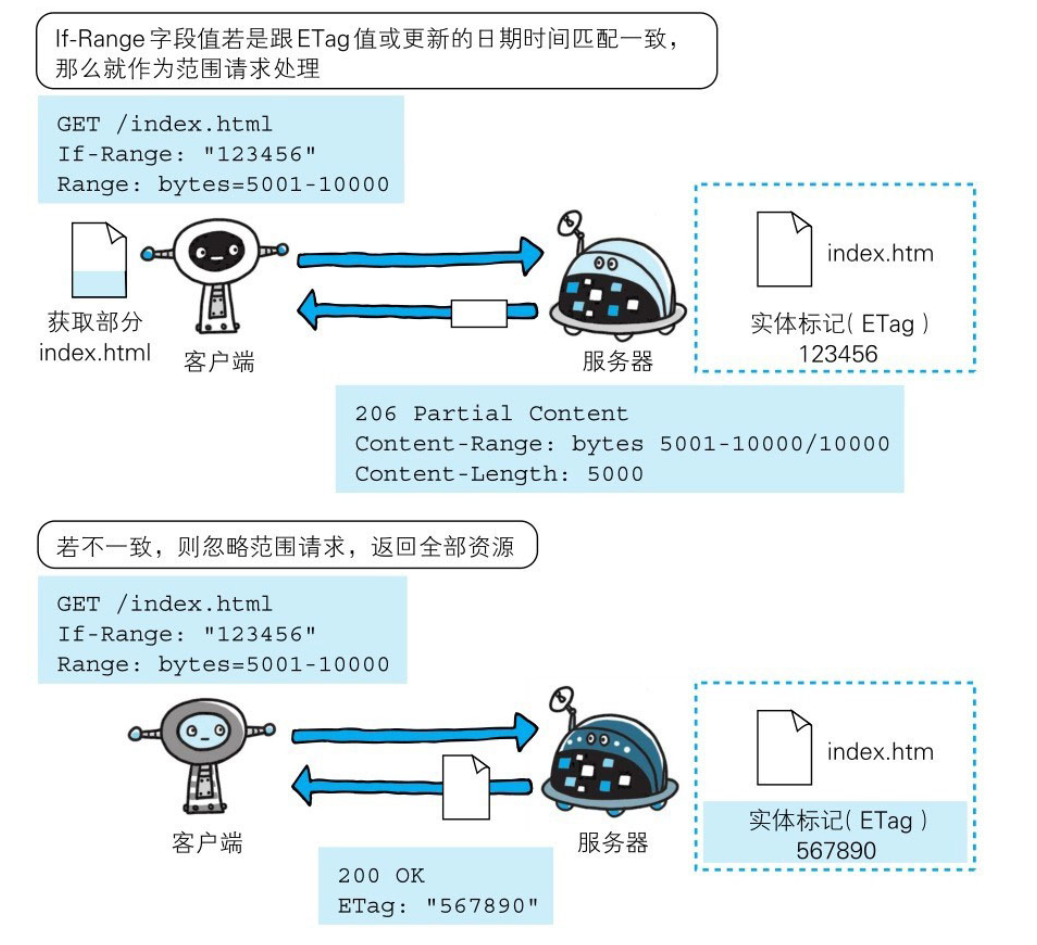 If-Range 字段值若是跟 ETag 值或更新的日期时间匹配一致，
那么就作为范围请求处理
GET /index.html
If-Range: "123456"
Range: bytes=5001-10000
获取部分
index.html
客户端
服务器
index.htm
实体标记( ETag )
123456
206 Partial Content
Content-Range: bytes 5001-10000/10000
Content-Length: 5000
若不一致，则忽略范围请求，返回全部资源
GET /index.html
If-Range: "123456"
Range: bytes=5001-10000
客户端
服务器
index.htm
实体标记( ETag )
567890
200 OK
ETag: "567890"